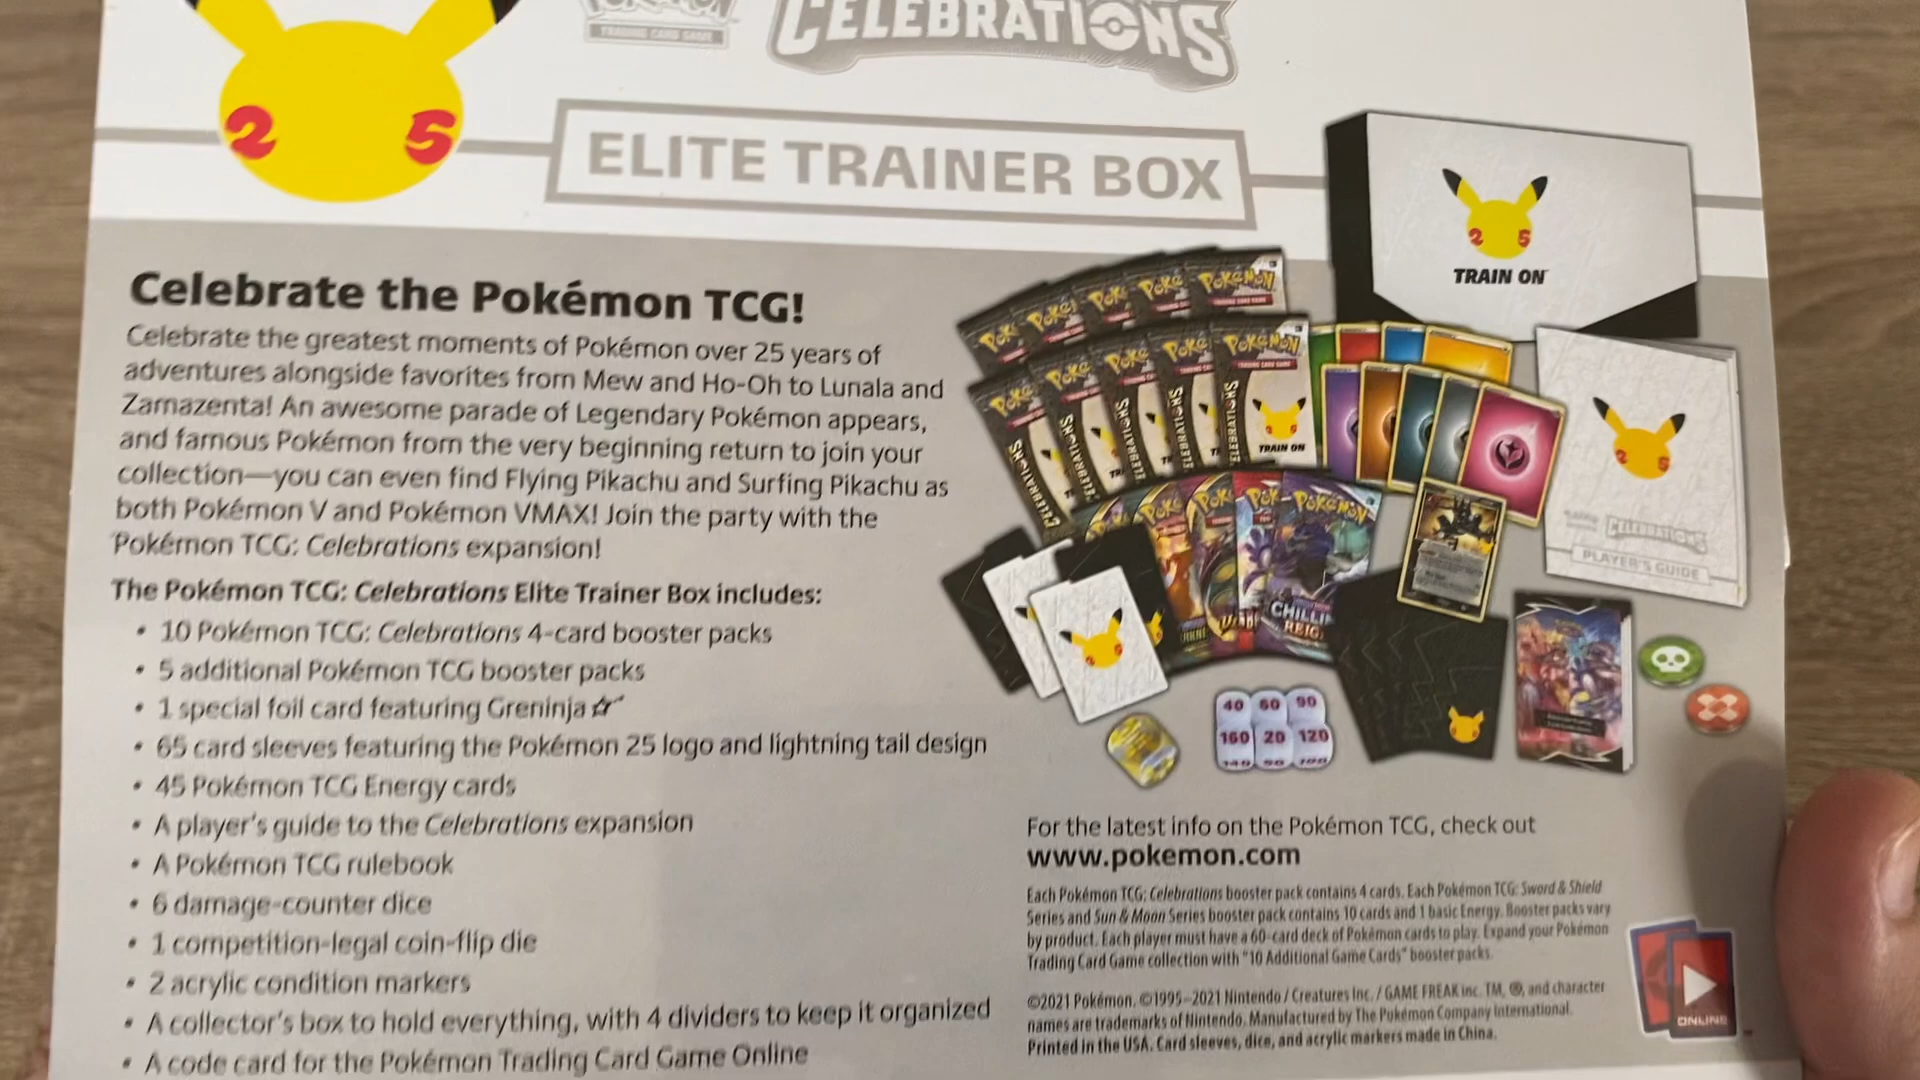 TRADING CARD GAME
CELEBRATIONS
25
ELITE TRAINER BOX
25
TRAIN ON
Celebrate the Pokémon TCG!
Celebrate the greatest moments of Pokémon over 25 years of
adventures alongside favorites from Mew and Ho-Oh to Lunala and
Zamazenta! An awesome parade of Legendary Pokémon appears,
and famous Pokémon from the very beginning return to join your
collection—you can even find Flying Pikachu and Surfing Pikachu as
both Pokémon V and Pokémon VMAX! Join the party with the
Pokémon TCG: Celebrations expansion!
The Pokémon TCG: Celebrations Elite Trainer Box includes:
• 10 Pokémon TCG: Celebrations 4-card booster packs
• 5 additional Pokémon TCG booster packs
• 1 special foil card featuring Greninja ☆
• 65 card sleeves featuring the Pokémon 25 logo and lightning tail design
• 45 Pokémon TCG Energy cards
• A player's guide to the Celebrations expansion
• A Pokémon TCG rulebook
• 6 damage-counter dice
• 1 competition-legal coin-flip die
• 2 acrylic condition markers
• A collector's box to hold everything, with 4 dividers to keep it organized
• A code card for the Pokémon Trading Card Game Online
POKéMON
CELEBRATIONS
TRAIN ON
POKéMON
CHILLI
REIG
CELEBRATIONS
PLAYER'S GUIDE
40 60 90
160 20 120
For the latest info on the Pokémon TCG, check out
www.pokemon.com
Each Pokémon TCG: Celebrations booster pack contains 4 cards. Each Pokémon TCG: Sword & Shield
Series and Sun & Moon Series booster pack contains 10 cards and 1 basic Energy. Booster packs vary
by product. Each player must have a 60-card deck of Pokémon cards to play. Expand your Pokémon
Trading Card Game collection with "10 Additional Game Cards" booster packs.
©2021 Pokémon. ©1995–2021 Nintendo / Creatures Inc. / GAME FREAK inc. TM, ®, and character
names are trademarks of Nintendo. Manufactured by The Pokémon Company International.
Printed in the USA. Card sleeves, dice, and acrylic markers made in China.
ONLINE